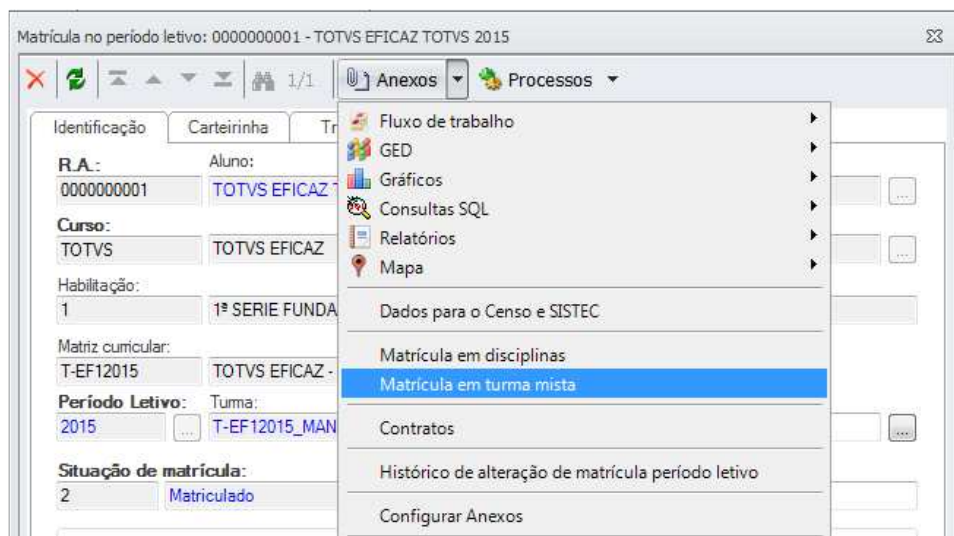 Matrícula no período letivo: 0000000001 - TOTVS EFICAZ TOTVS 2015
1/1 Anexos Processos
Identificação Carteirinha Tr
Fluxo de trabalho
GED
Gráficos
Consultas SQL
Relatórios
Mapa
Dados para o Censo e SISTEC
Matrícula em disciplinas
Matrícula em turma mista
Contratos
Histórico de alteração de matrícula período letivo
Configurar Anexos
R.A.: Aluno:
0000000001 TOTVS EFICAZ T ...
Curso:
TOTVS TOTVS EFICAZ ...
Habilitação:
1 1ª SERIE FUNDA
Matriz curricular:
T-EF12015 TOTVS EFICAZ -
Período Letivo: Turma:
2015 ... T-EF12015_MAN ...
Situação de matrícula:
2 Matriculado